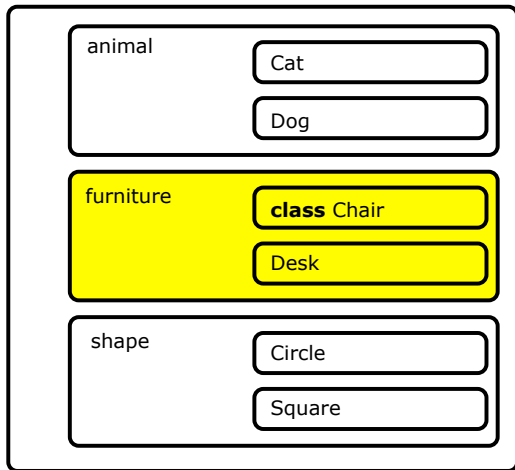 animal
Cat
Dog
furniture
class Chair
Desk
shape
Circle
Square